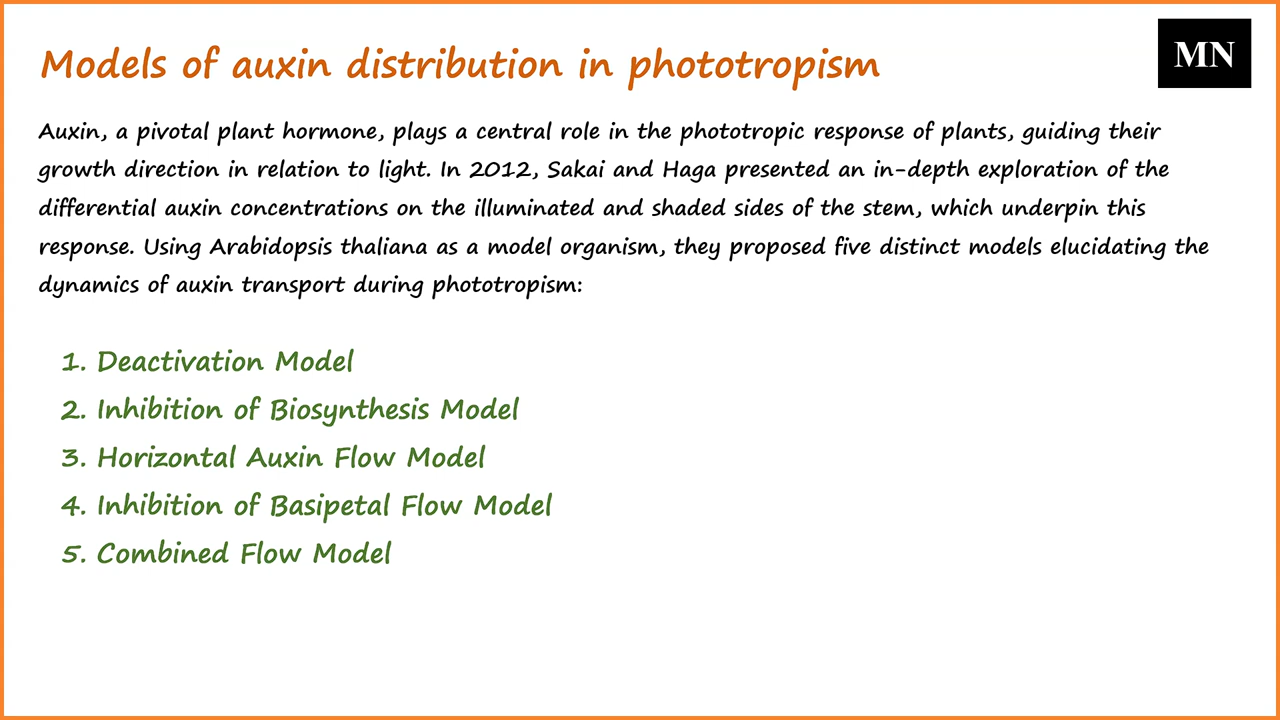 Models of auxin distribution in phototropism
MN
Auxin, a pivotal plant hormone, plays a central role in the phototropic response of plants, guiding their
growth direction in relation to light. In 2012, Sakai and Haga presented an in-depth exploration of the
differential auxin concentrations on the illuminated and shaded sides of the stem, which underpin this
response. Using Arabidopsis thaliana as a model organism, they proposed five distinct models elucidating the
dynamics of auxin transport during phototropism:
1. Deactivation Model
2. Inhibition of Biosynthesis Model
3. Horizontal Auxin Flow Model
4. Inhibition of Basipetal Flow Model
5. Combined Flow Model